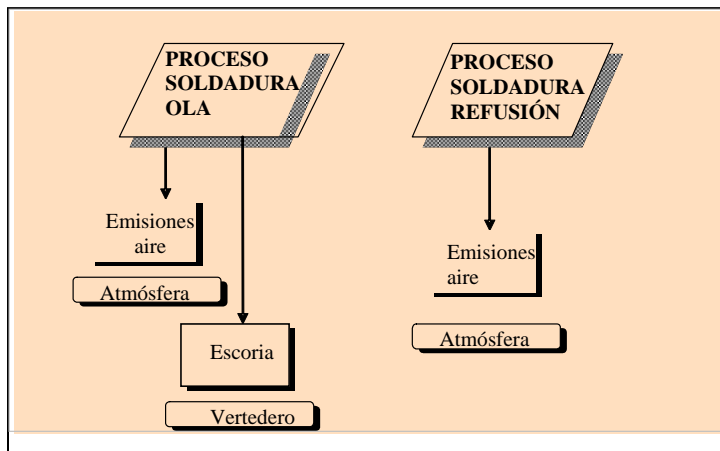 PROCESO
SOLDADURA
OLA
Emisiones
aire
Atmósfera
Escoria
Vertedero
PROCESO
SOLDADURA
REFUSIÓN
Emisiones
aire
Atmósfera